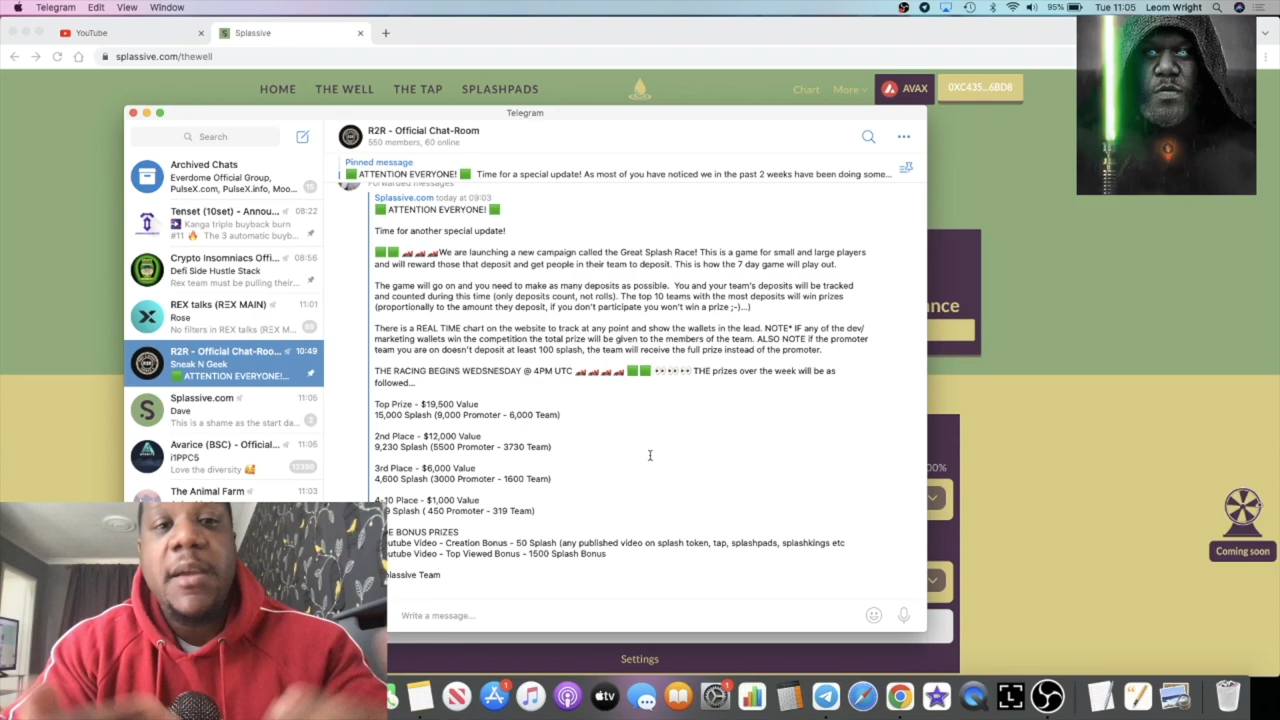 Telegram Edit View Window
95% Tue 11:05 Leom Wright
YouTube
Splassive
splassive.com/thewell
HOME THE WELL THE TAP SPLASHPADS
Chart More AVAX 0XC435...6BD8
Telegram
Search
R2R - Official Chat-Room
550 members, 60 online
Pinned message
🟩 ATTENTION EVERYONE! 🟩 Time for a special update! As most of you have noticed we in the past 2 weeks have been doing some...
Archived Chats
Everdome Official Group,
PulseX.com, PulseX.info, Moo... 15
Tenset (10set) - Annou... 08:22
➡️ Kanga triple buyback burn
#11 🔥 The 3 automatic buyb...
Crypto Insomniacs Offi... 08:56
Defi Side Hustle Stack
Rex team must be pulling their...
REX talks (RΞX MAIN) 11:01
Rose
No filters in REX talks (RΞX M...
R2R - Official Chat-Roo... 10:49
Sneak N Geek
🟩 ATTENTION EVERYONE!...
Splassive.com 11:05
Dave
This is a shame as the start da... 2
Avarice (BSC) - Official... 11:06
i1PPC5
Love the diversity 🥰
The Animal Farm 11:03
Forwarded messages
Splassive.com today at 09:03
🟩 ATTENTION EVERYONE! 🟩
Time for another special update!
🟩🟩 🏎️🏎️🏎️We are launching a new campaign called the Great Splash Race! This is a game for small and large players
and will reward those that deposit and get people in their team to deposit. This is how the 7 day game will play out.
The game will go on and you need to make as many deposits as possible. You and your team's deposits will be tracked
and counted during this time (only deposits count, not rolls). The top 10 teams with the most deposits will win prizes
(proportionally to the amount they deposit, if you don't participate you won't win a prize ;-)...)
There is a REAL TIME chart on the website to track at any point and show the wallets in the lead. NOTE* IF any of the dev/
marketing wallets win the competition the total prize will be given to the members of the team. ALSO NOTE if the promoter
team you are on doesn't deposit at least 100 splash, the team will receive the full prize instead of the promoter.
THE RACING BEGINS WEDNESDAY @ 4PM UTC 🏎️🏎️🏎️🏎️🟩🟩 👀👀👀 THE prizes over the week will be as
followed...
Top Prize - $19,500 Value
15,000 Splash (9,000 Promoter - 6,000 Team)
2nd Place - $12,000 Value
9,230 Splash (5500 Promoter - 3730 Team)
3rd Place - $6,000 Value
4,600 Splash (3000 Promoter - 1600 Team)
4-10 Place - $1,000 Value
9 Splash ( 450 Promoter - 319 Team)
BONUS PRIZES
utube Video - Creation Bonus - 50 Splash (any published video on splash token, tap, splashpads, splashkings etc
utube Video - Top Viewed Bonus - 1500 Splash Bonus
lassive Team
Write a message...
nce
00%
Coming soon
Settings